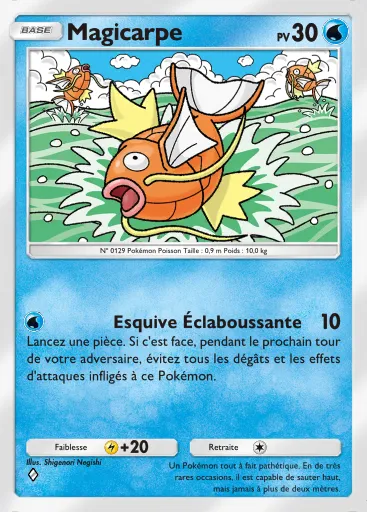 BASE Magicarpe PV 30
N° 0129 Pokémon Poisson Taille : 0,9 m Poids : 10,0 kg
Esquive Éclaboussante 10
Lancez une pièce. Si c'est face, pendant le prochain tour
de votre adversaire, évitez tous les dégâts et les effets
d'attaques infligés à ce Pokémon.
Faiblesse +20 Retraite
Illus. Shigenori Negishi
Un Pokémon tout à fait pathétique. En de très
rares occasions, il est capable de sauter haut,
mais jamais à plus de deux mètres.